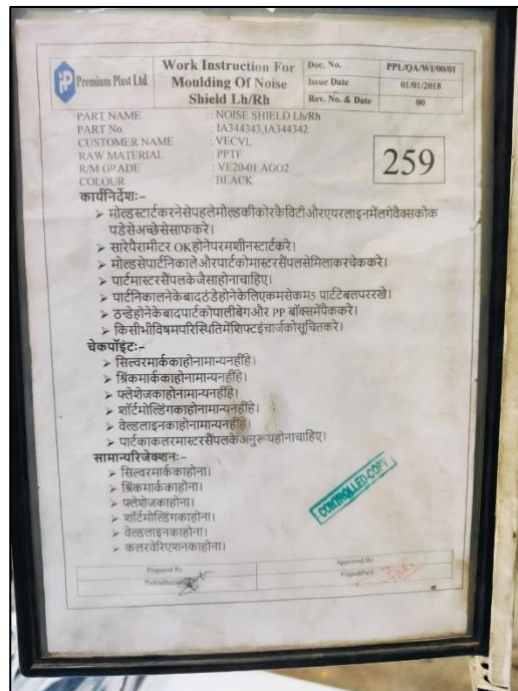 Premium Plast Ltd.
Work Instruction For
Moulding Of Noise
Shield Lh/Rh
Doc. No. PPL/QA/WI/00/01
Issue Date 01/01/2018
Rev. No. & Date 00
PART NAME : NOISE SHIELD Lh/Rh
PART No : IA344343,IA344342
CUSTOMER NAME : VECVL
RAW MATERIAL : PPTF
R/M GRADE : VE20-01 AGO2
COLOUR : BLACK
259
कार्यनिर्देशः-
➢ मोल्डस्टार्टकरनेसेपहलेमोल्डकीकोरकैविटीऔरएयरलाइनमेंलगेवैक्सकोक
पडेसेअच्छेसेसाफकरे।
➢ सारेपैरामीटर OKहोनेपरमशीनस्टार्टकरे।
➢ मोल्डसेपार्टनिकालेऔरपार्टकोमास्टरसैंपलसेमिलाकरचेककरे।
➢ पार्टमास्टरसैंपलकेजैसाहोनाचाहिए।
➢ पार्टनिकालनेकेबादठंडेहोनेकेलिएकमसेकम5 पार्टटेबलपररखे।
➢ ठन्डेहोनेकेबादपार्टकोपालीबेगऔर PP बॉक्समेंपैककरे।
➢ किसीभीविषमपरिस्थितिमेंशिफ्टइंचार्जकोसूचितकरे।
चेकपॉइंटः-
➢ सिल्वरमार्ककाहोनामान्यनहींहे।
➢ श्रिंकमार्ककाहोनामान्यनहींहे।
➢ फ्लेशेजकाहोनामान्यनहींहे।
➢ शॉर्टमोल्डिंगकाहोनामान्यनहींहे।
➢ वेल्डलाइनकाहोनामान्यनहींहे।
➢ पार्टकाकलरमास्टरसैंपलकेअनुरूपहोनाचाहिए।
सामान्यरिजेक्शनः-
➢ सिल्वरमार्ककाहोना।
➢ श्रिंकमार्ककाहोना।
➢ फ्लेशेजकाहोना।
➢ शॉर्टमोल्डिंगकाहोना।
➢ वेल्डलाइनकाहोना।
➢ कलरवेरिएशनकाहोना।
CONTROLLED COPY
Prepared By
Approved By